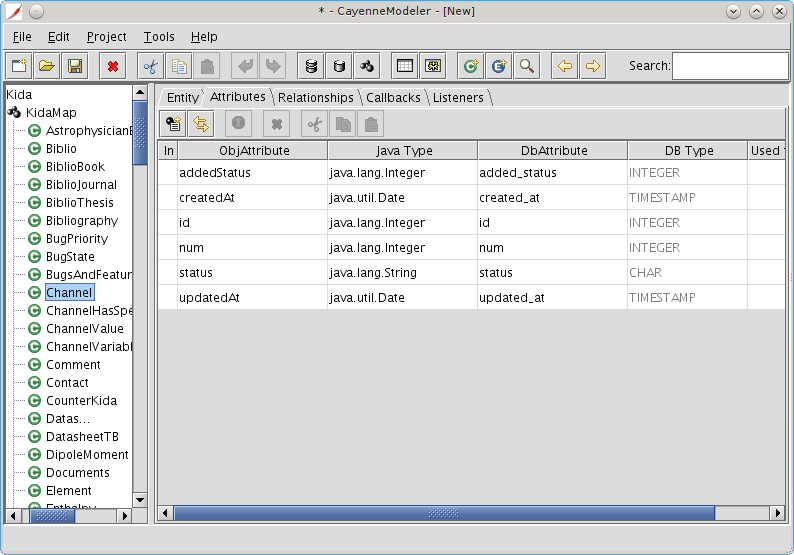 * - CayenneModeler - [New]
File Edit Project Tools Help
Search:
Kida
KidaMap
AstrophysicianB
Biblio
BiblioBook
BiblioJournal
BiblioThesis
Bibliography
BugPriority
BugState
BugsAndFeatur
Channel
ChannelHasSpe
ChannelValue
ChannelVariabl
Comment
Contact
CounterKida
Datas...
DatasheetTB
DipoleMoment
Documents
Element
Enthalpy
Entity Attributes Relationships Callbacks Listeners
In ObjAttribute Java Type DbAttribute DB Type Used
addedStatus java.lang.Integer added_status INTEGER
createdAt java.util.Date created_at TIMESTAMP
id java.lang.Integer id INTEGER
num java.lang.Integer num INTEGER
status java.lang.String status CHAR
updatedAt java.util.Date updated_at TIMESTAMP